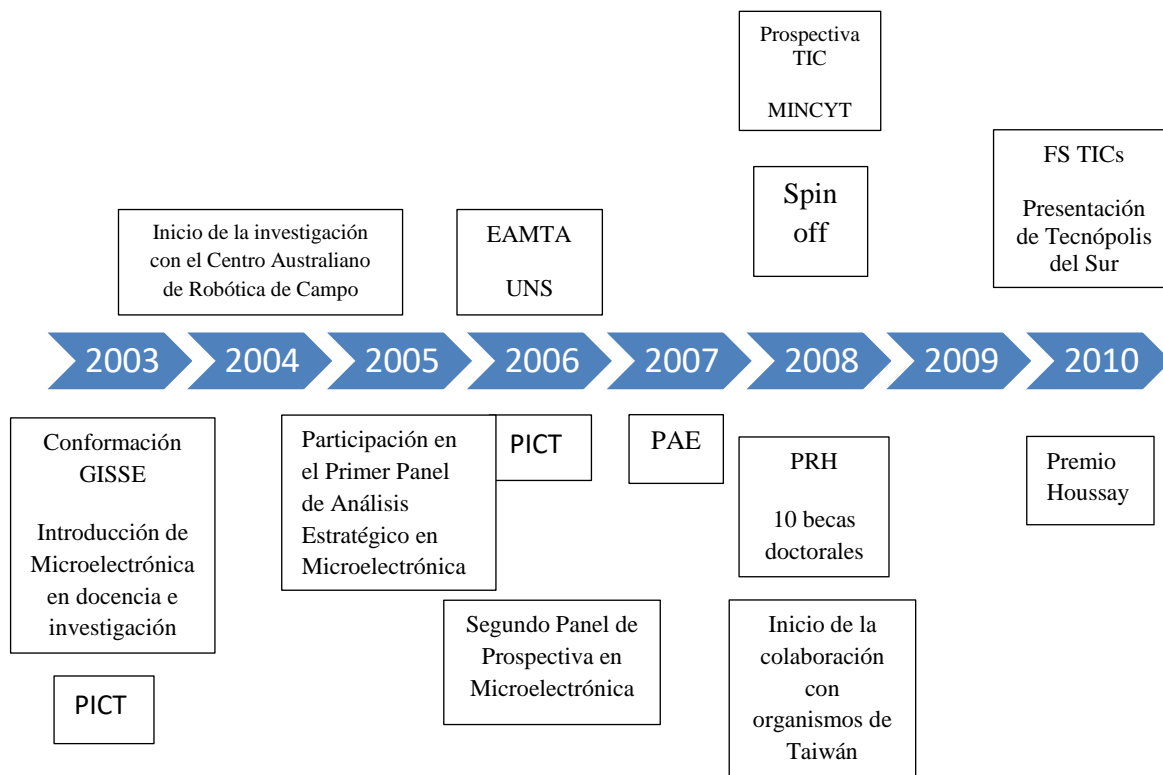 Prospectiva
TIC
MINCYT
Spin
off
FS TICs
Presentación
de Tecnópolis
del Sur
Inicio de la investigación
con el Centro Australiano
de Robótica de Campo
EAMTA
UNS
2003
2004
2005
2006
2007
2008
2009
2010
Conformación
GISSE
Introducción de
Microelectrónica
en docencia e
investigación
PICT
Participación en
el Primer Panel
de Análisis
Estratégico en
Microelectrónica
PICT
Segundo Panel de
Prospectiva en
Microelectrónica
PAE
PRH
10 becas
doctorales
Inicio de la
colaboración
con
organismos de
Taiwán
Premio
Houssay